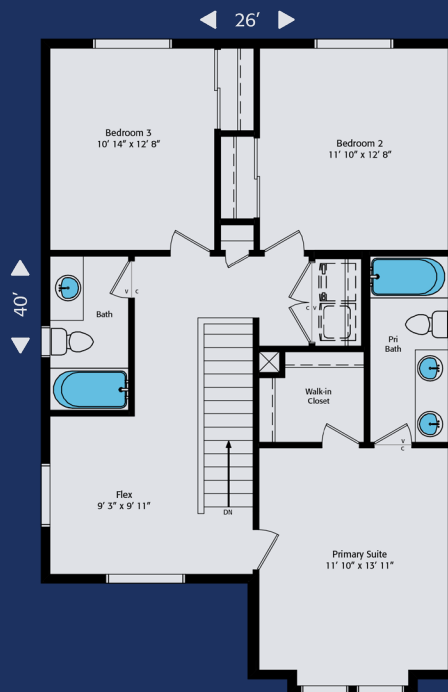 26'
Bedroom 3
10' 14" x 12' 8"
Bedroom 2
11' 10" x 12' 8"
40'
Bath
V
C
C
V
Pri
Bath
Walk-in
Closet
V
C
Flex
9' 3" x 9' 11"
DN
Primary Suite
11' 10" x 13' 11"